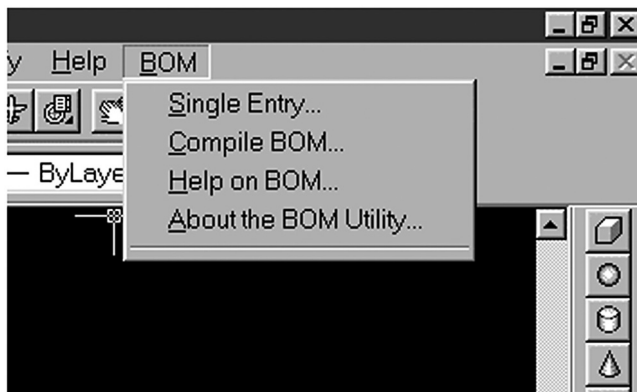 y Help BOM
Single Entry...
Compile BOM...
ByLaye
Help on BOM...
About the BOM Utility...